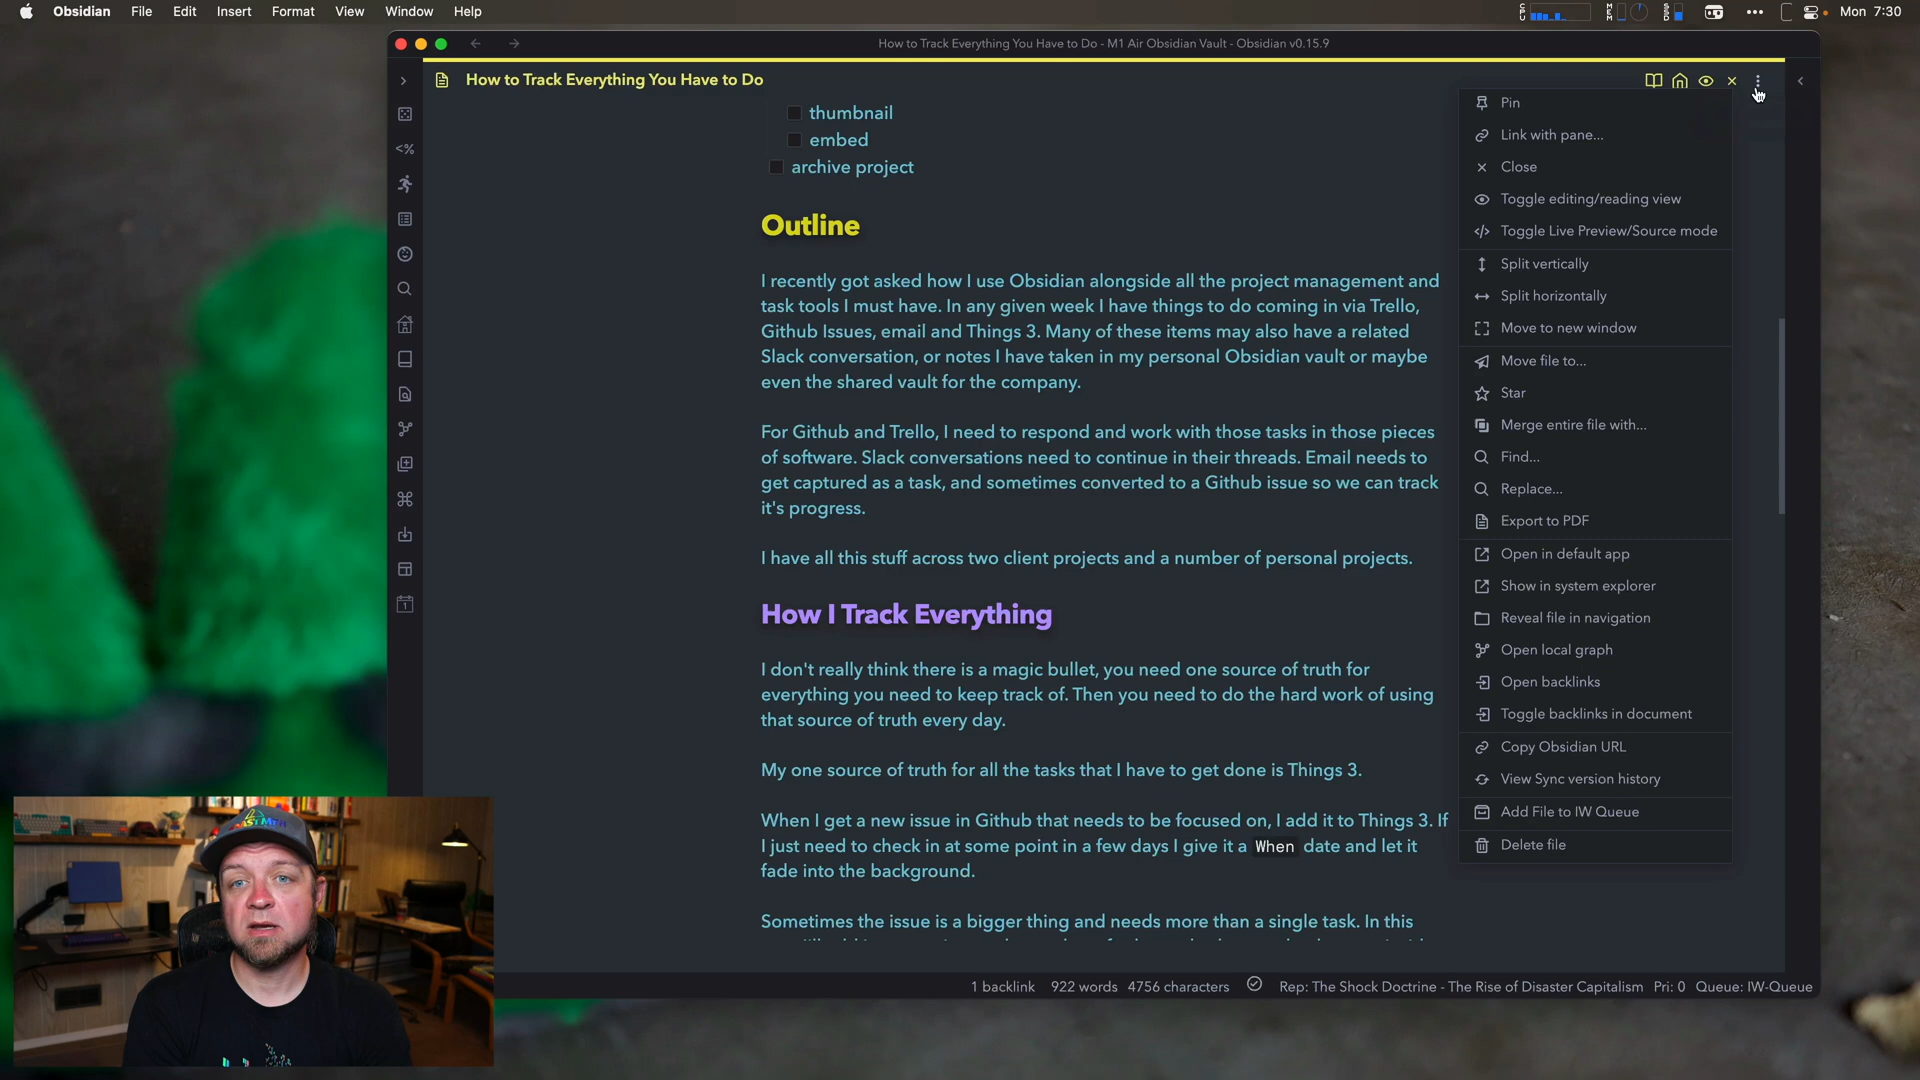 Obsidian File Edit Insert Format View Window Help
CPU MEM SSD Mon 7:30
How to Track Everything You Have to Do - M1 Air Obsidian Vault - Obsidian v0.15.9
How to Track Everything You Have to Do
thumbnail
embed
archive project
Outline
I recently got asked how I use Obsidian alongside all the project management and
task tools I must have. In any given week I have things to do coming in via Trello,
Github Issues, email and Things 3. Many of these items may also have a related
Slack conversation, or notes I have taken in my personal Obsidian vault or maybe
even the shared vault for the company.
For Github and Trello, I need to respond and work with those tasks in those pieces
of software. Slack conversations need to continue in their threads. Email needs to
get captured as a task, and sometimes converted to a Github issue so we can track
it's progress.
I have all this stuff across two client projects and a number of personal projects.
How I Track Everything
I don't really think there is a magic bullet, you need one source of truth for
everything you need to keep track of. Then you need to do the hard work of using
that source of truth every day.
My one source of truth for all the tasks that I have to get done is Things 3.
When I get a new issue in Github that needs to be focused on, I add it to Things 3. If
I just need to check in at some point in a few days I give it a When date and let it
fade into the background.
Sometimes the issue is a bigger thing and needs more than a single task. In this
Pin
Link with pane...
Close
Toggle editing/reading view
Toggle Live Preview/Source mode
Split vertically
Split horizontally
Move to new window
Move file to...
Star
Merge entire file with...
Find...
Replace...
Export to PDF
Open in default app
Show in system explorer
Reveal file in navigation
Open local graph
Open backlinks
Toggle backlinks in document
Copy Obsidian URL
View Sync version history
Add File to IW Queue
Delete file
1 backlink 922 words 4756 characters Rep: The Shock Doctrine - The Rise of Disaster Capitalism Pri: 0 Queue: IW-Queue